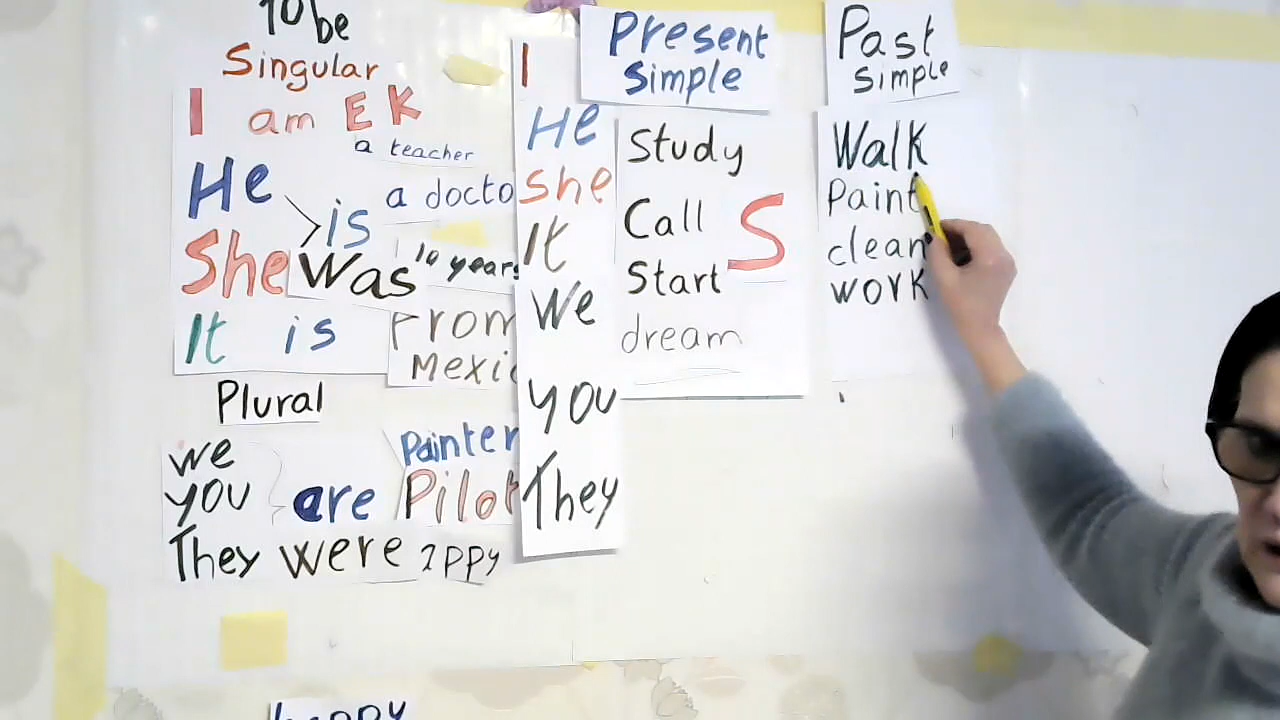 To be
Singular
I am E K
a teacher
He
a docto
is
She was
10 years
It is
From
Mexic
Plural
we
you
are
Painter
Pilot
They were
ppy
happy
I
He
She
It
We
you
They
Present
Simple
Study
Call
S
Start
dream
Past
Simple
Walk
Paint
clean
work